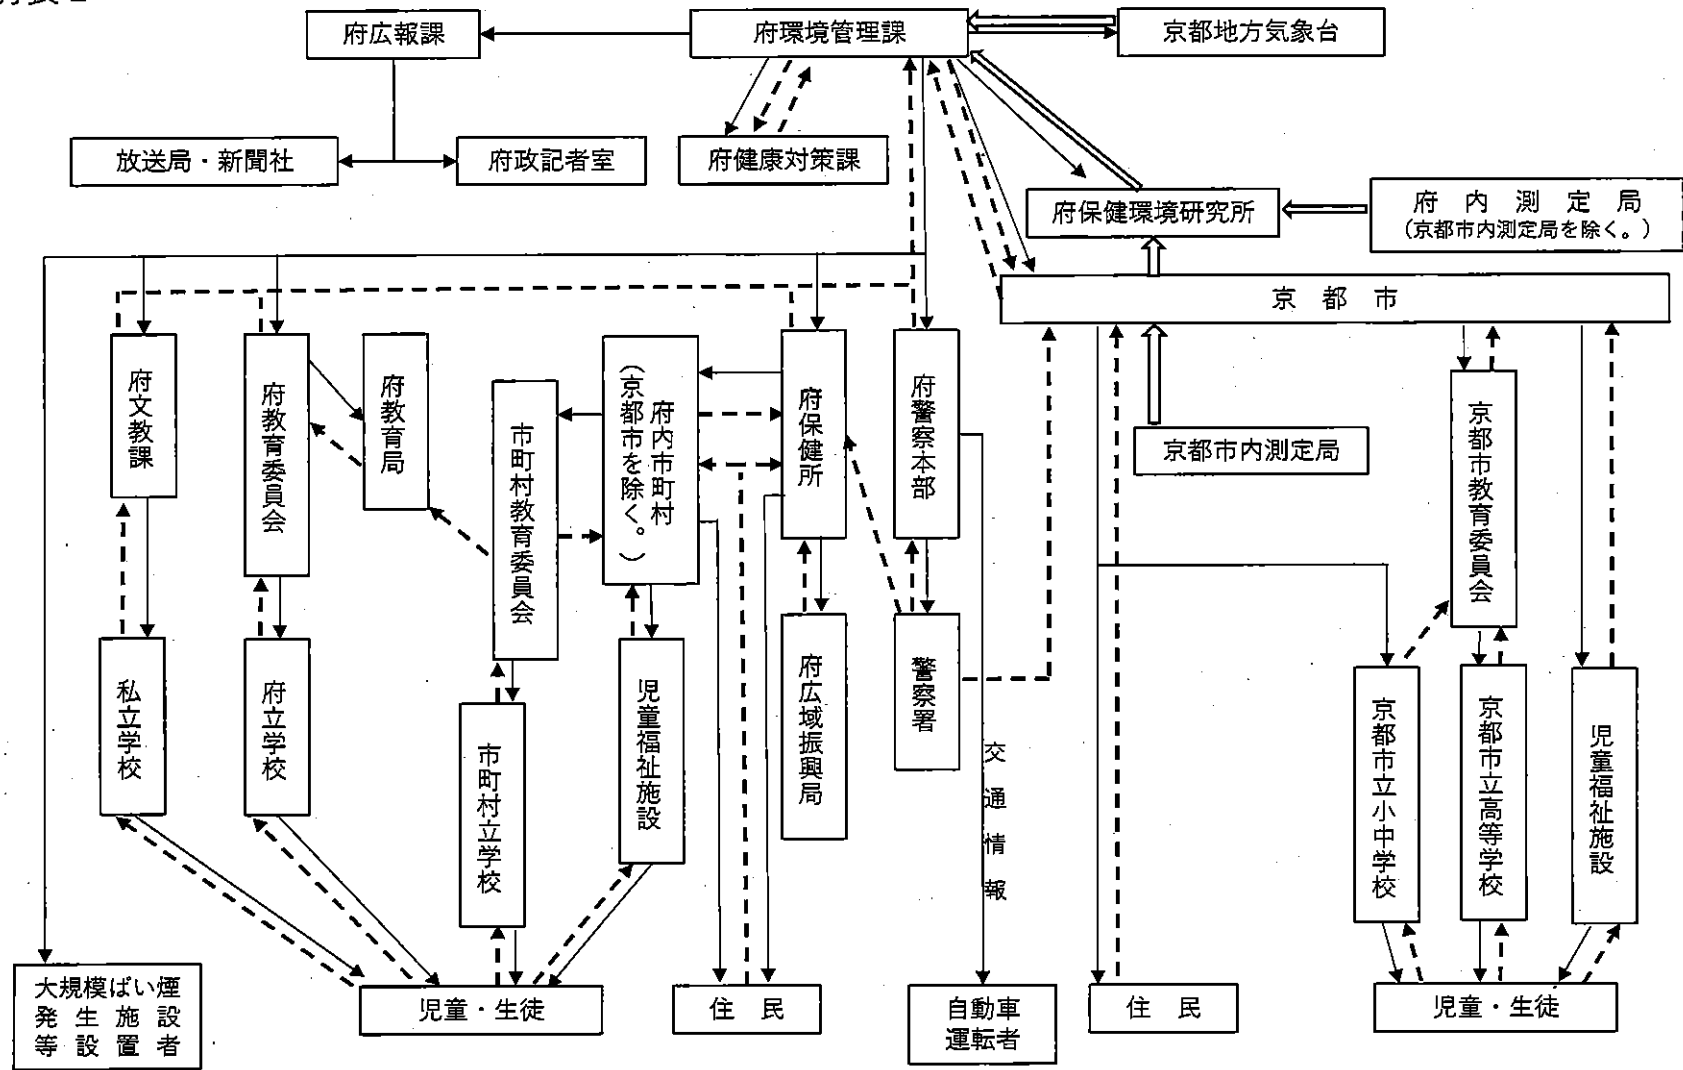 府広報課
府環境管理課
京都地方気象台
放送局・新聞社
府政記者室
府健康対策課
府保健環境研究所
府内測定局
(京都市内測定局を除く。)
京都市
府文教課
府教育委員会
府教育局
市町村教育委員会
府内市町村
(京都市を除く。)
府保健所
府警察本部
京都市内測定局
京都市教育委員会
私立学校
府立学校
市町村立学校
児童福祉施設
府広域振興局
警察署
交通情報
京都市立小中学校
京都市立高等学校
児童福祉施設
大規模ばい煙
発生施設
等設置者
児童・生徒
住民
自動車
運転者
住民
児童・生徒